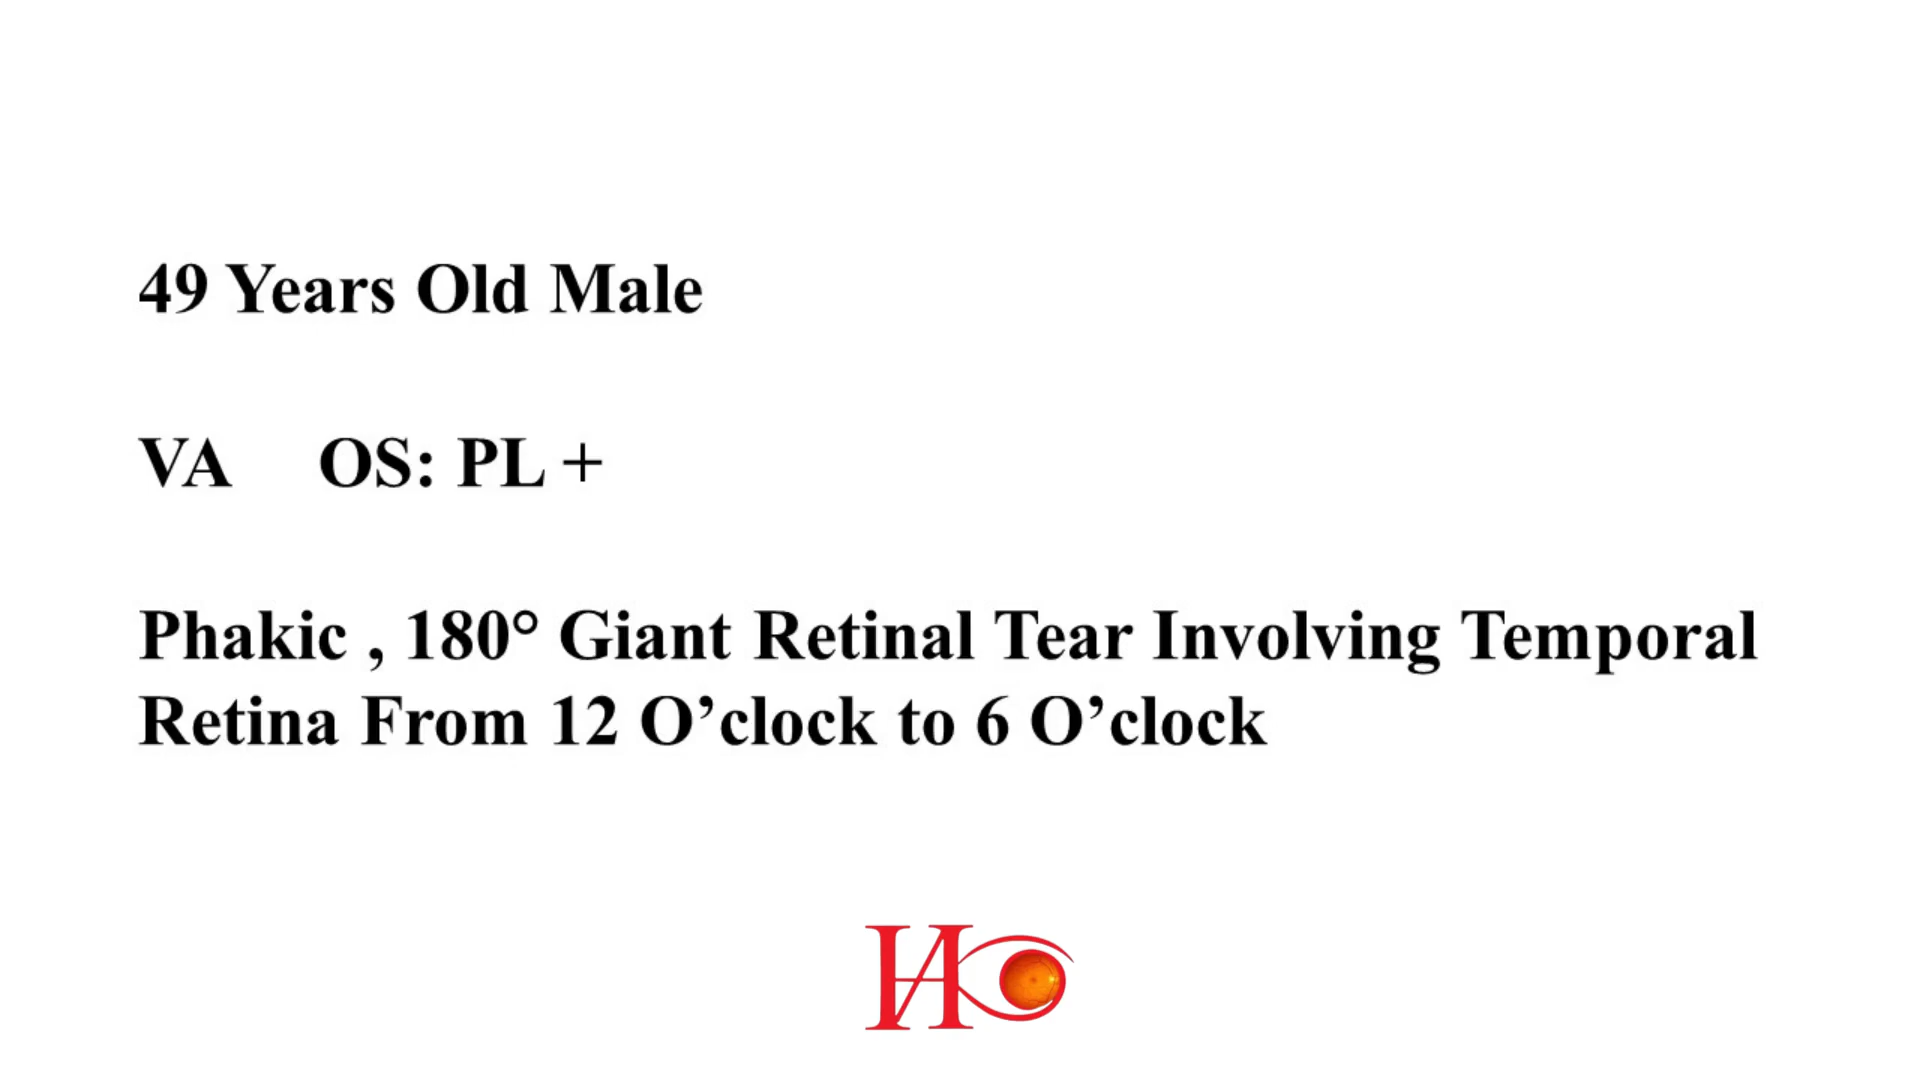 49 Years Old Male
VA OS: PL +
Phakic , 180° Giant Retinal Tear Involving Temporal
Retina From 12 O’clock to 6 O’clock